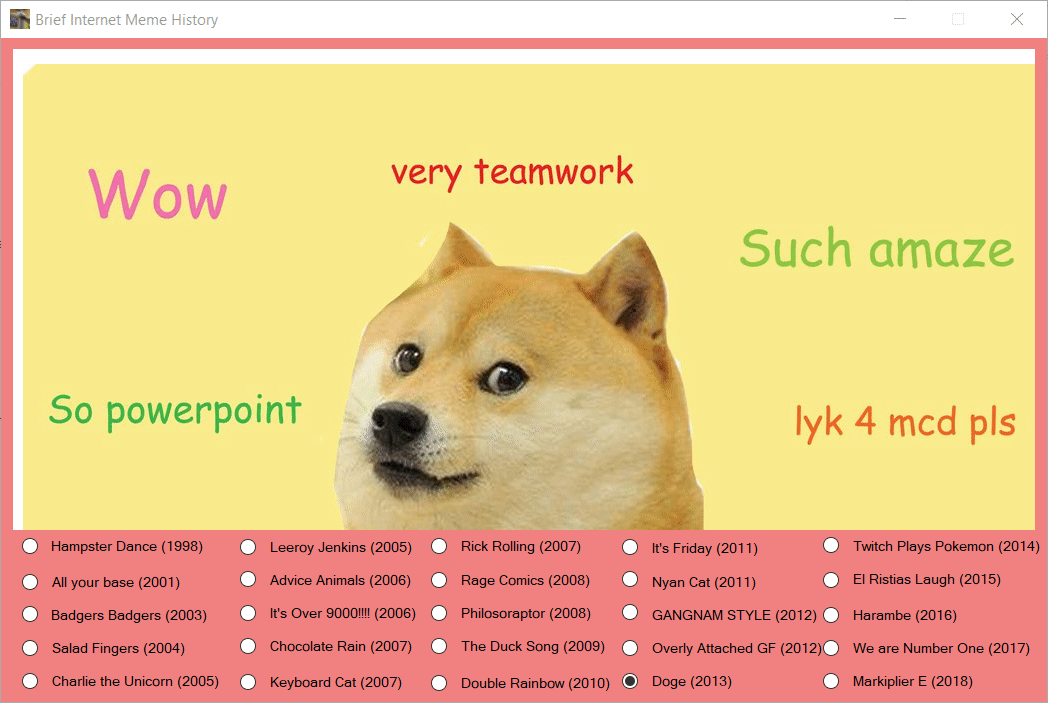 Brief Internet Meme History
very teamwork
Wow
Such amaze
So powerpoint
lyk 4 mcd pls
Hampster Dance (1998)
Leeroy Jenkins (2005)
Rick Rolling (2007)
It's Friday (2011)
Twitch Plays Pokemon (2014)
All your base (2001)
Advice Animals (2006)
Rage Comics (2008)
Nyan Cat (2011)
El Ristias Laugh (2015)
Badgers Badgers (2003)
It's Over 9000!!!! (2006)
Philosoraptor (2008)
GANGNAM STYLE (2012)
Harambe (2016)
Salad Fingers (2004)
Chocolate Rain (2007)
The Duck Song (2009)
Overly Attached GF (2012)
We are Number One (2017)
Charlie the Unicorn (2005)
Keyboard Cat (2007)
Double Rainbow (2010)
Doge (2013)
Markiplier E (2018)